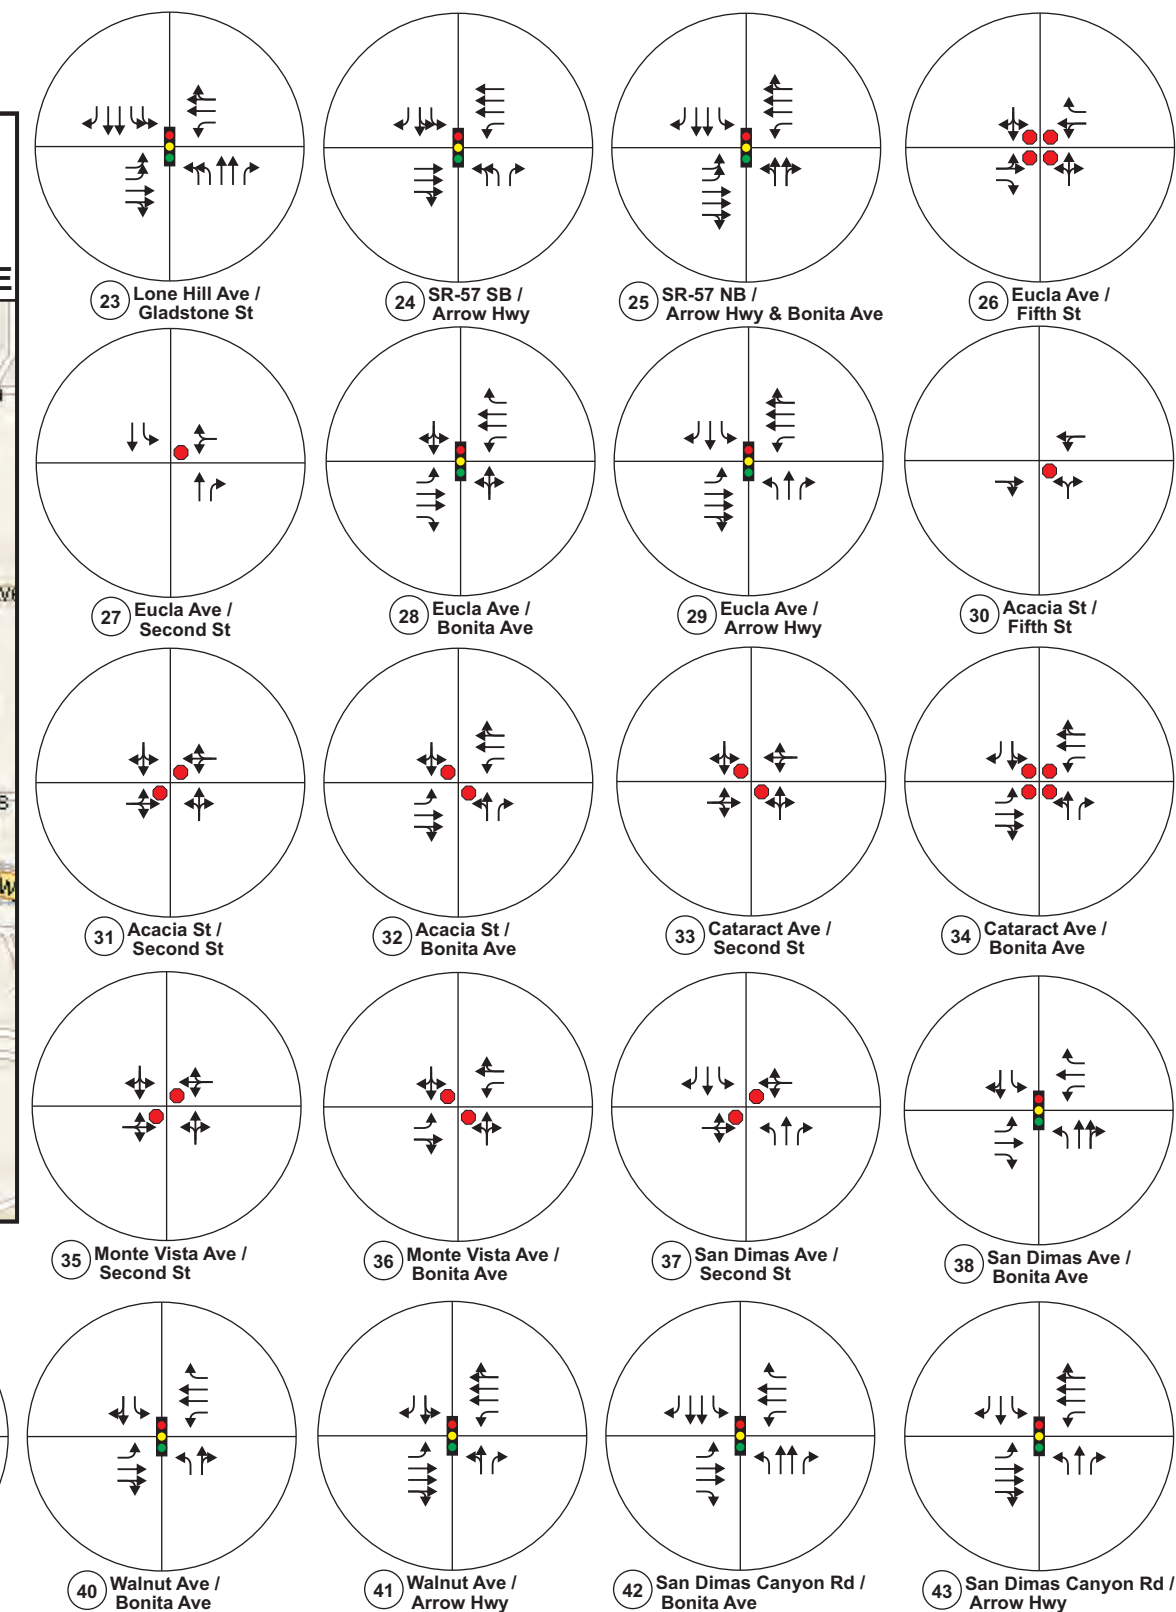 E
23 Lone Hill Ave /
Gladstone St
24 SR-57 SB /
Arrow Hwy
25 SR-57 NB /
Arrow Hwy & Bonita Ave
26 Eucla Ave /
Fifth St
27 Eucla Ave /
Second St
28 Eucla Ave /
Bonita Ave
29 Eucla Ave /
Arrow Hwy
30 Acacia St /
Fifth St
31 Acacia St /
Second St
32 Acacia St /
Bonita Ave
33 Cataract Ave /
Second St
34 Cataract Ave /
Bonita Ave
35 Monte Vista Ave /
Second St
36 Monte Vista Ave /
Bonita Ave
37 San Dimas Ave /
Second St
38 San Dimas Ave /
Bonita Ave
40 Walnut Ave /
Bonita Ave
41 Walnut Ave /
Arrow Hwy
42 San Dimas Canyon Rd /
Bonita Ave
43 San Dimas Canyon Rd /
Arrow Hwy